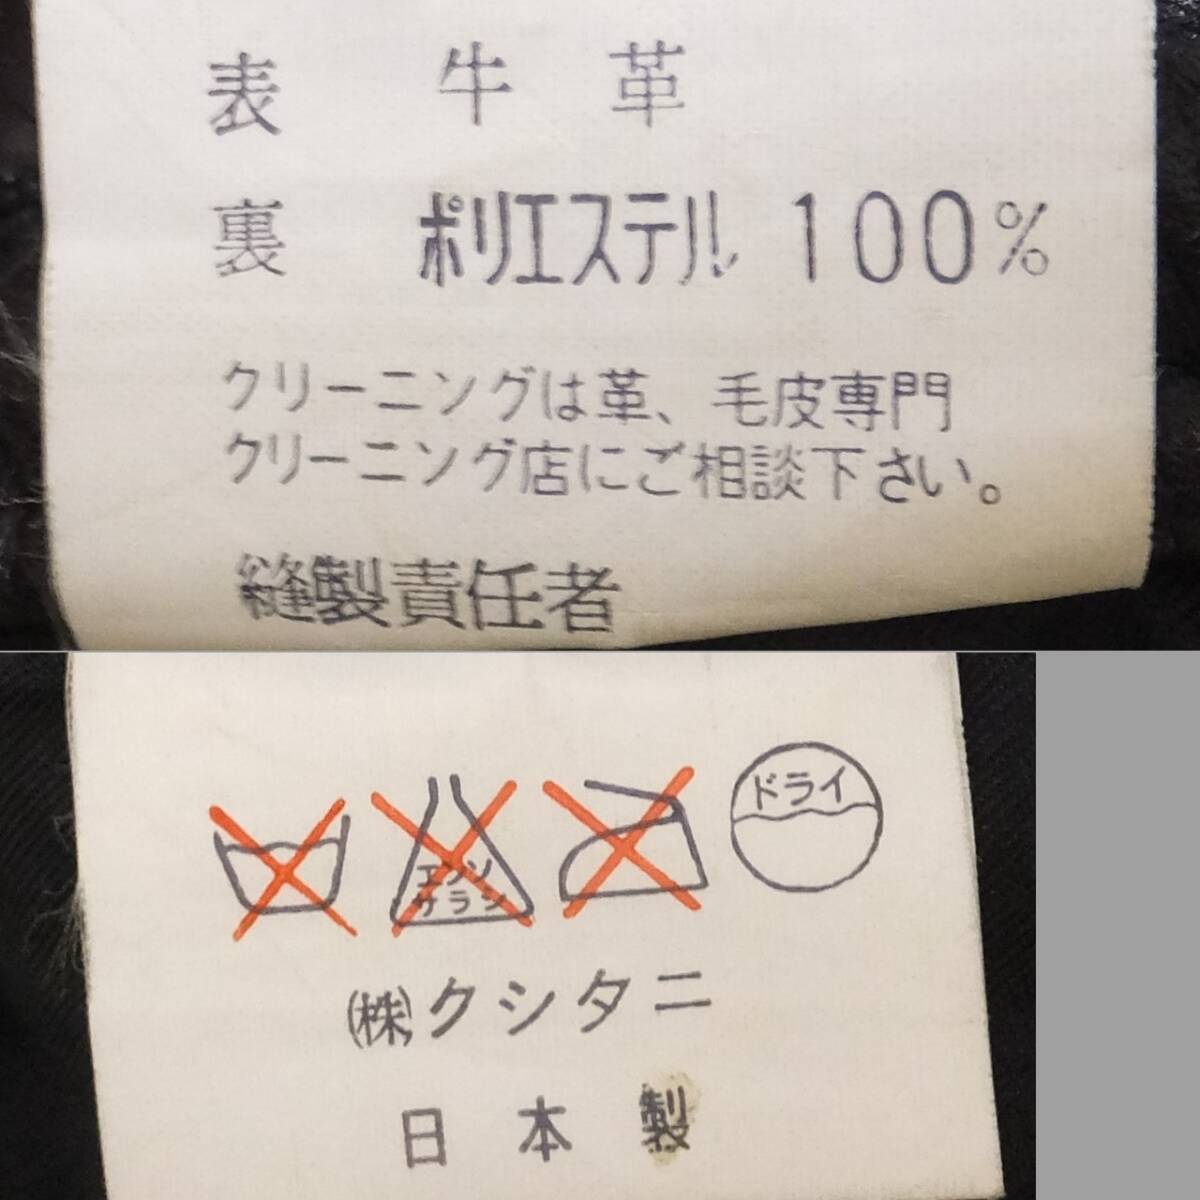 表 牛革
裏 ポリエステル 100%
クリーニングは革、毛皮専門
クリーニング店にご相談下さい。
縫製責任者
エンソ
サラシ
ドライ
㈱クシタニ
日本製